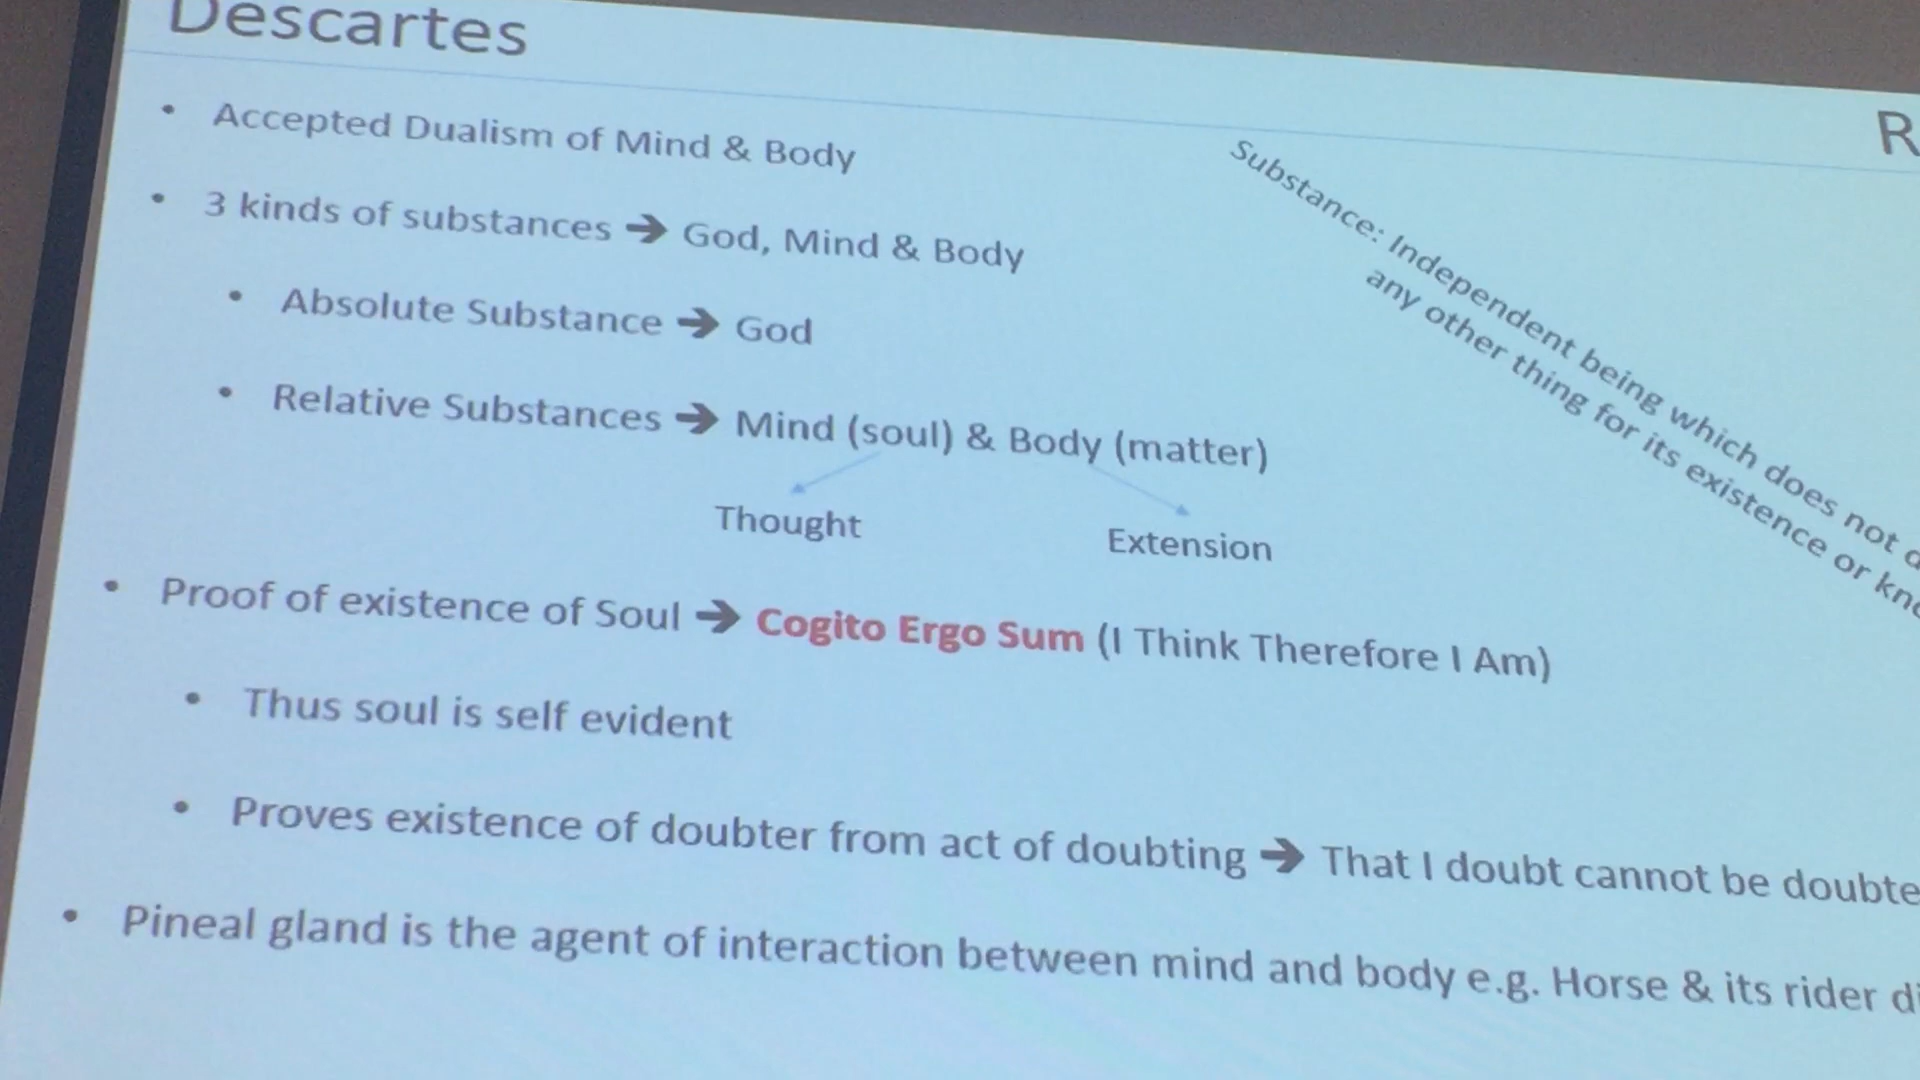 Descartes
R
• Accepted Dualism of Mind & Body
Substance: Independent being which does not
any other thing for its existence or
• 3 kinds of substances ➔ God, Mind & Body
• Absolute Substance ➔ God
• Relative Substances ➔ Mind (soul) & Body (matter)
Thought
Extension
• Proof of existence of Soul ➔ Cogito Ergo Sum (I Think Therefore I Am)
• Thus soul is self evident
• Proves existence of doubter from act of doubting ➔ That I doubt cannot be doubte
• Pineal gland is the agent of interaction between mind and body e.g. Horse & its rider